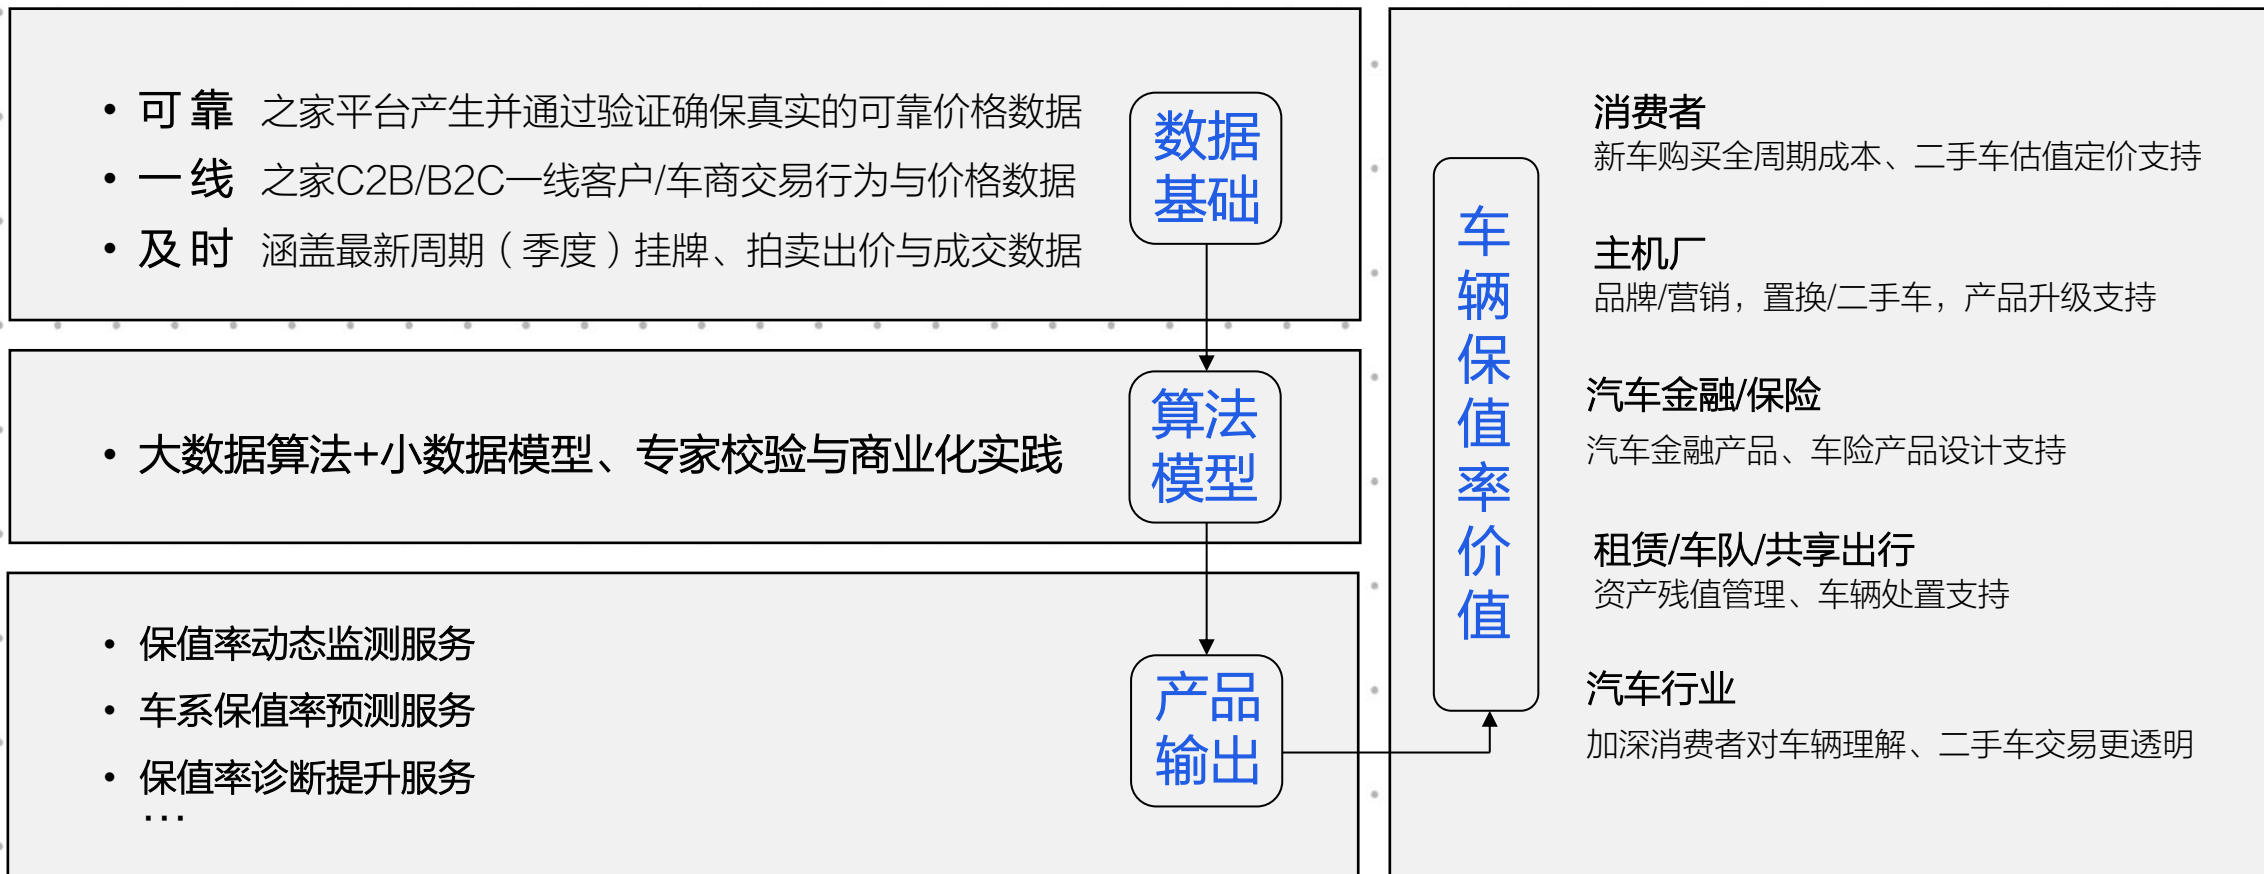 • 可靠 之家平台产生并通过验证确保真实的可靠价格数据
• 一线 之家C2B/B2C一线客户/车商交易行为与价格数据
• 及时 涵盖最新周期（季度）挂牌、拍卖出价与成交数据
数据
基础
• 大数据算法+小数据模型、专家校验与商业化实践
算法
模型
• 保值率动态监测服务
• 车系保值率预测服务
• 保值率诊断提升服务
…
产品
输出
车辆保值率价值
消费者
新车购买全周期成本、二手车估值定价支持
主机厂
品牌/营销，置换/二手车，产品升级支持
汽车金融/保险
汽车金融产品、车险产品设计支持
租赁/车队/共享出行
资产残值管理、车辆处置支持
汽车行业
加深消费者对车辆理解、二手车交易更透明